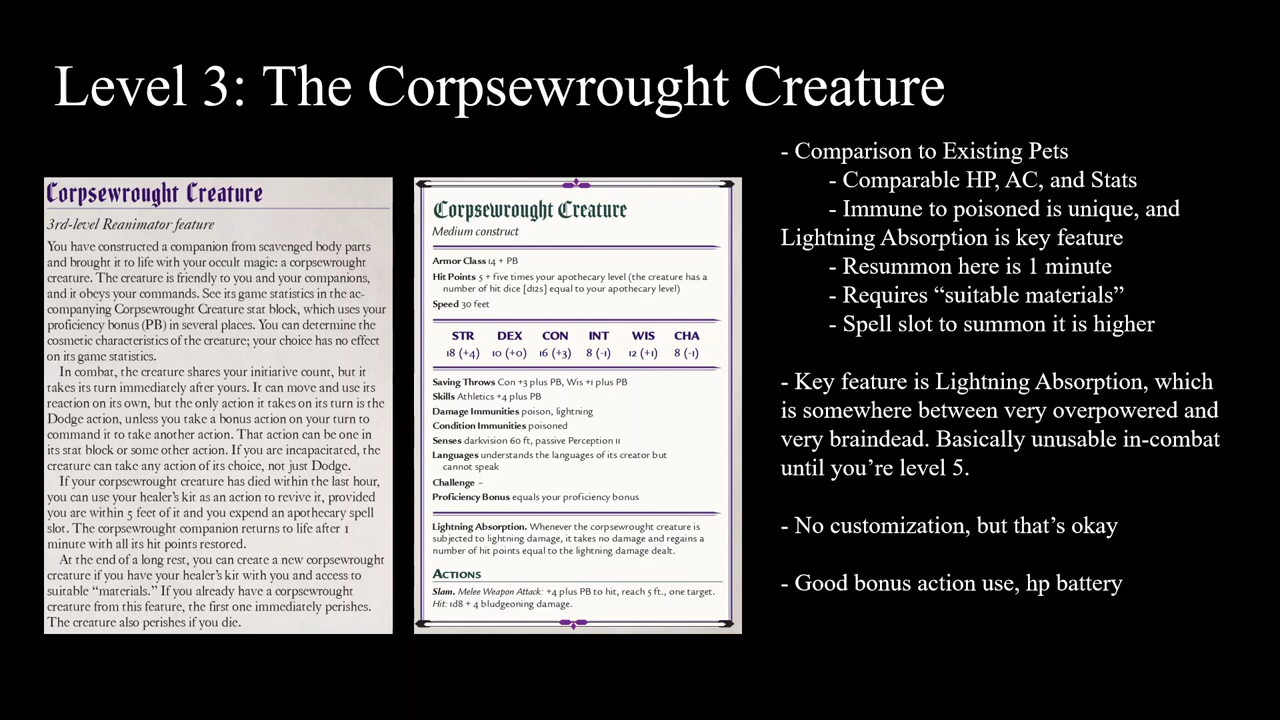 Level 3: The Corpsewrought Creature
Corpsewrought Creature
3rd-level Reanimator feature
You have constructed a companion from scavenged body parts
and brought it to life with your occult magic: a corpsewrought
creature. The creature is friendly to you and your companions,
and it obeys your commands. See its game statistics in the ac-
companying Corpsewrought Creature stat block, which uses your
proficiency bonus (PB) in several places. You can determine the
cosmetic characteristics of the creature; your choice has no effect
on its game statistics.
In combat, the creature shares your initiative count, but it
takes its turn immediately after yours. It can move and use its
reaction on its own, but the only action it takes on its turn is the
Dodge action, unless you take a bonus action on your turn to
command it to take another action. That action can be one in
its stat block or some other action. If you are incapacitated, the
creature can take any action of its choice, not just Dodge.
If your corpsewrought creature has died within the last hour,
you can use your healer's kit as an action to revive it, provided
you are within 5 feet of it and you expend an apothecary spell
slot. The corpsewrought companion returns to life after 1
minute with all its hit points restored.
At the end of a long rest, you can create a new corpsewrought
creature if you have your healer's kit with you and access to
suitable “materials.” If you already have a corpsewrought
creature from this feature, the first one immediately perishes.
The creature also perishes if you die.
Corpsewrought Creature
Medium construct
Armor Class 14 + PB
Hit Points 5 + five times your apothecary level (the creature has a
number of hit dice [d12s] equal to your apothecary level)
Speed 30 feet
STR DEX CON INT WIS CHA
18 (+4) 10 (+0) 16 (+3) 8 (-1) 12 (+1) 8 (-1)
Saving Throws Con +3 plus PB, Wis +1 plus PB
Skills Athletics +4 plus PB
Damage Immunities poison, lightning
Condition Immunities poisoned
Senses darkvision 60 ft, passive Perception 11
Languages understands the languages of its creator but
cannot speak
Challenge –
Proficiency Bonus equals your proficiency bonus
Lightning Absorption. Whenever the corpsewrought creature is
subjected to lightning damage, it takes no damage and regains a
number of hit points equal to the lightning damage dealt.
Actions
Slam. Melee Weapon Attack: +4 plus PB to hit, reach 5 ft., one target.
Hit: 1d8 + 4 bludgeoning damage.
- Comparison to Existing Pets
- Comparable HP, AC, and Stats
- Immune to poisoned is unique, and
Lightning Absorption is key feature
- Resummon here is 1 minute
- Requires “suitable materials”
- Spell slot to summon it is higher
- Key feature is Lightning Absorption, which
is somewhere between very overpowered and
very braindead. Basically unusable in-combat
until you’re level 5.
- No customization, but that’s okay
- Good bonus action use, hp battery